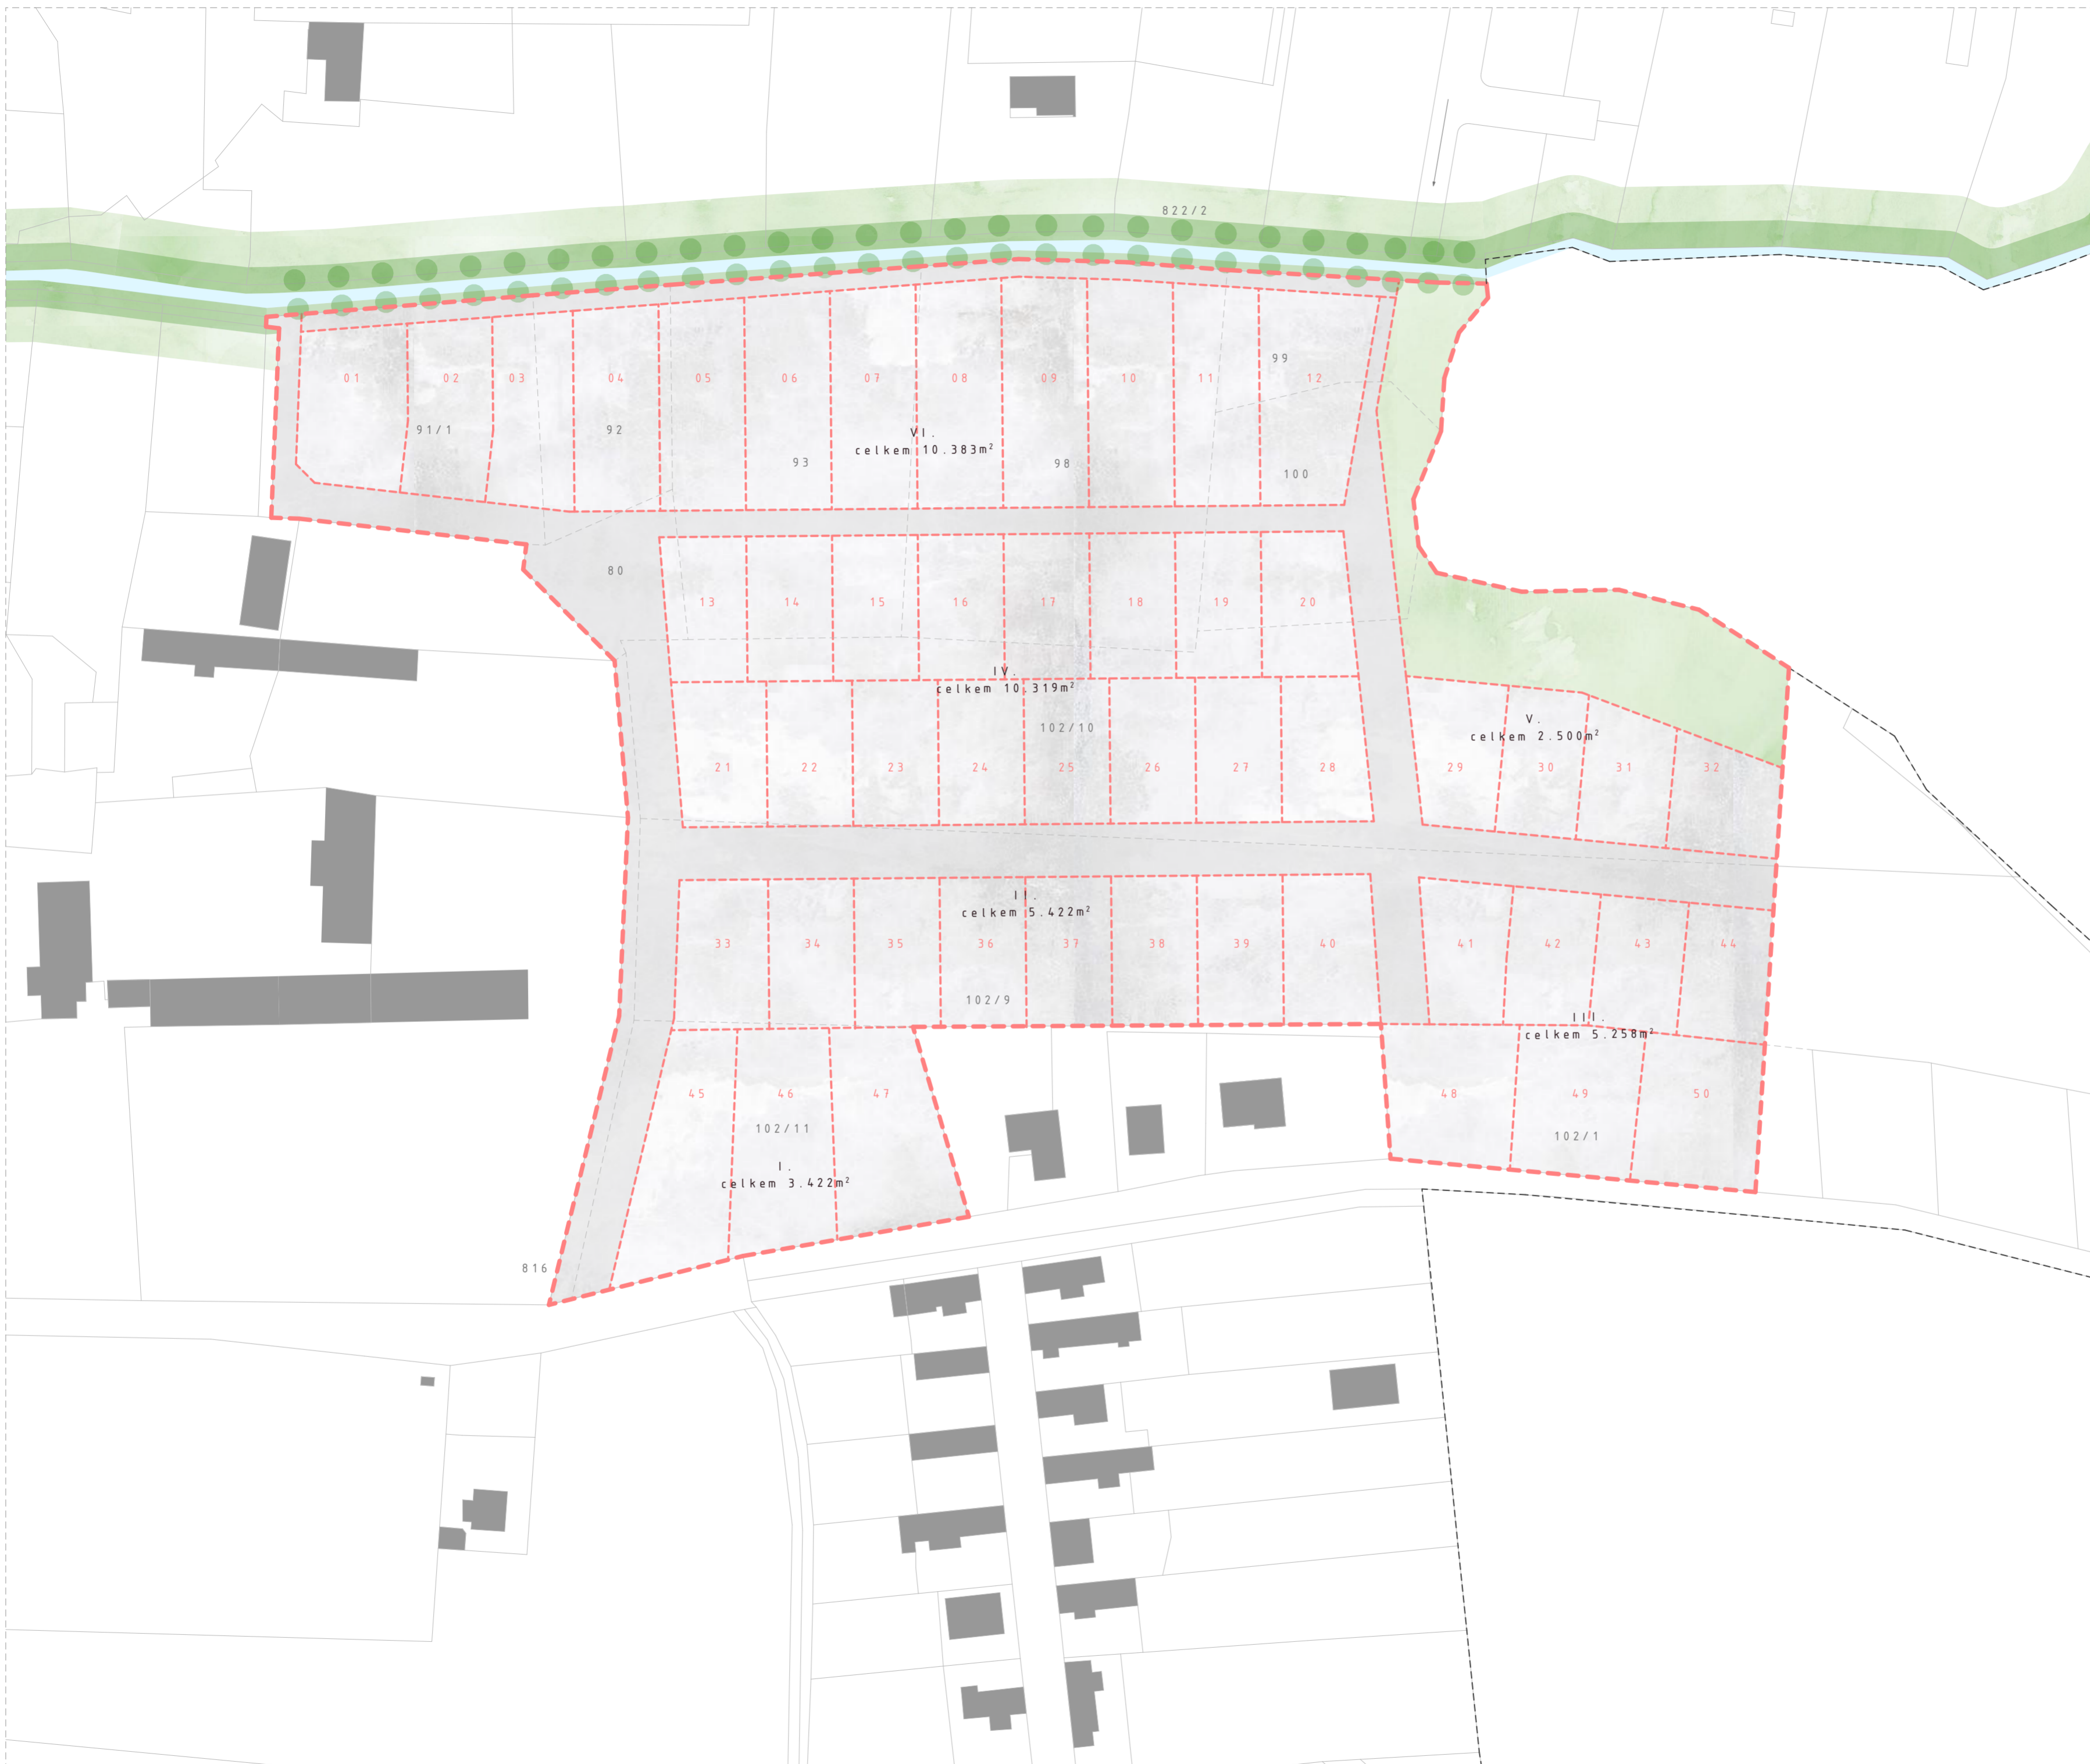 822/2
99
01 02 03 04 05 06 07 08 09 10 11 12
91/1 92
VI.
celkem 10.383m²
93 98
100
80
13 14 15 16 17 18 19 20
IV.
celkem 10.319m²
V.
celkem 2.500m²
102/10
21 22 23 24 25 26 27 28 29 30 31 32
II.
celkem 5.422m²
33 34 35 36 37 38 39 40 41 42 43 44
102/9
III.
celkem 5.258m²
45 46 47 48 49 50
102/11
102/1
I.
celkem 3.422m²
816